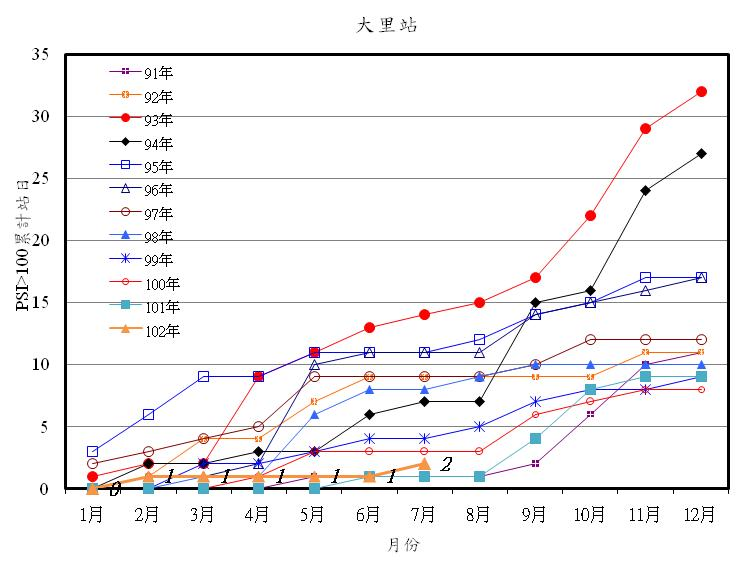 大里站
PSI>100累計站日
35
30
25
20
15
10
5
0
91年
92年
93年
94年
95年
96年
97年
98年
99年
100年
101年
102年
0 1 1 1 1 1 2
1月 2月 3月 4月 5月 6月 7月 8月 9月 10月 11月 12月
月份